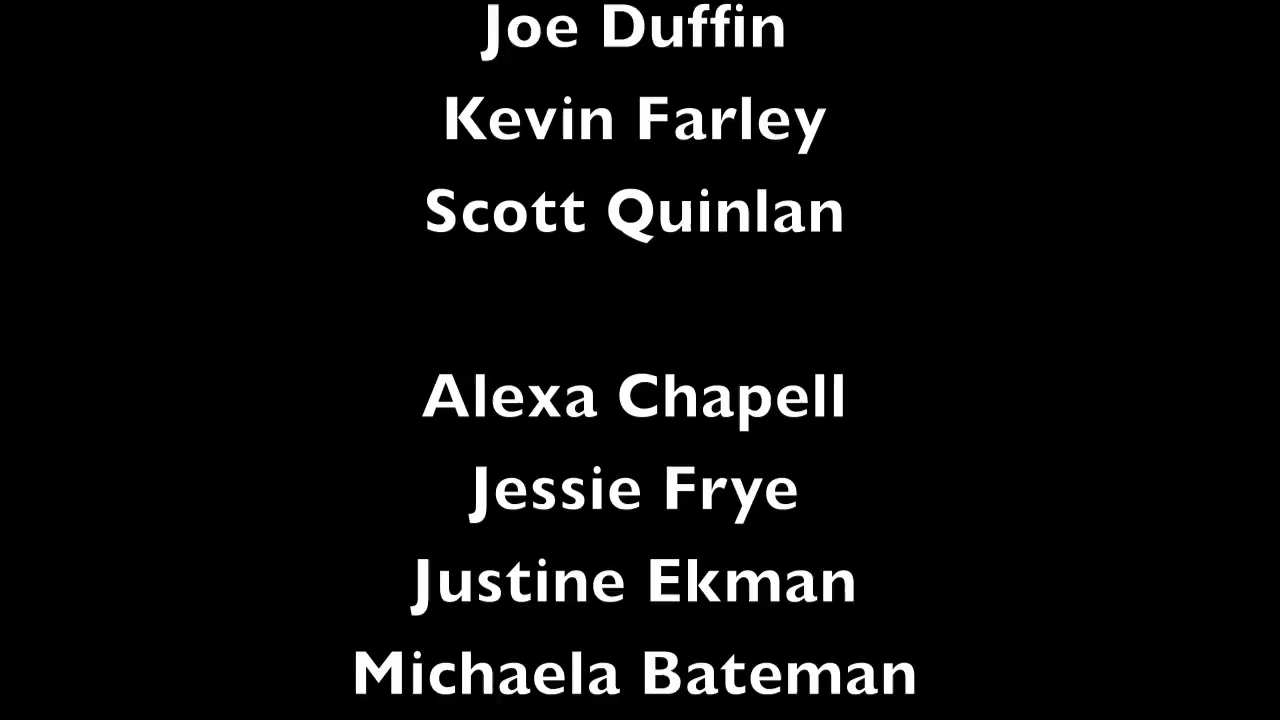 Joe Duffin
Kevin Farley
Scott Quinlan
Alexa Chapell
Jessie Frye
Justine Ekman
Michaela Bateman